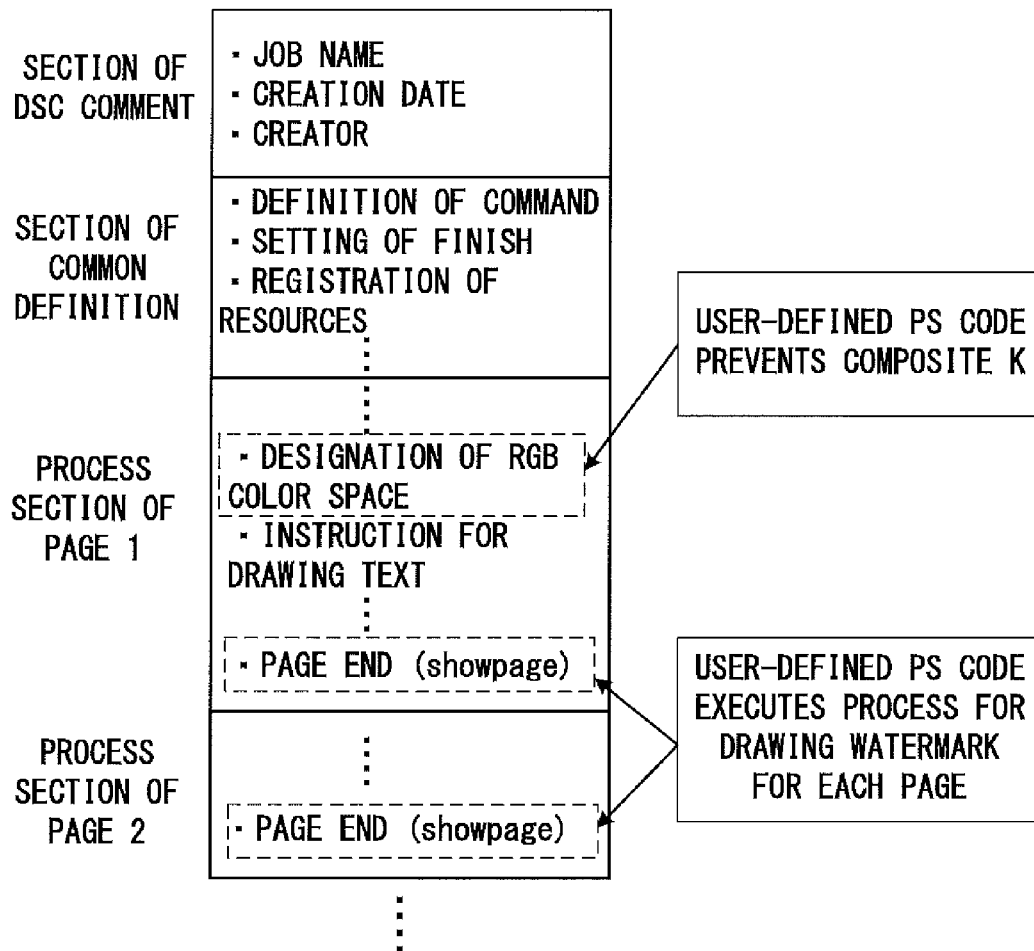 SECTION OF
DSC COMMENT
・JOB NAME
・CREATION DATE
・CREATOR
SECTION OF
COMMON
DEFINITION
・DEFINITION OF COMMAND
・SETTING OF FINISH
・REGISTRATION OF
RESOURCES
USER-DEFINED PS CODE
PREVENTS COMPOSITE K
PROCESS
SECTION OF
PAGE 1
・DESIGNATION OF RGB
COLOR SPACE
・INSTRUCTION FOR
DRAWING TEXT
・PAGE END (showpage)
USER-DEFINED PS CODE
EXECUTES PROCESS FOR
DRAWING WATERMARK
FOR EACH PAGE
PROCESS
SECTION OF
PAGE 2
・PAGE END (showpage)